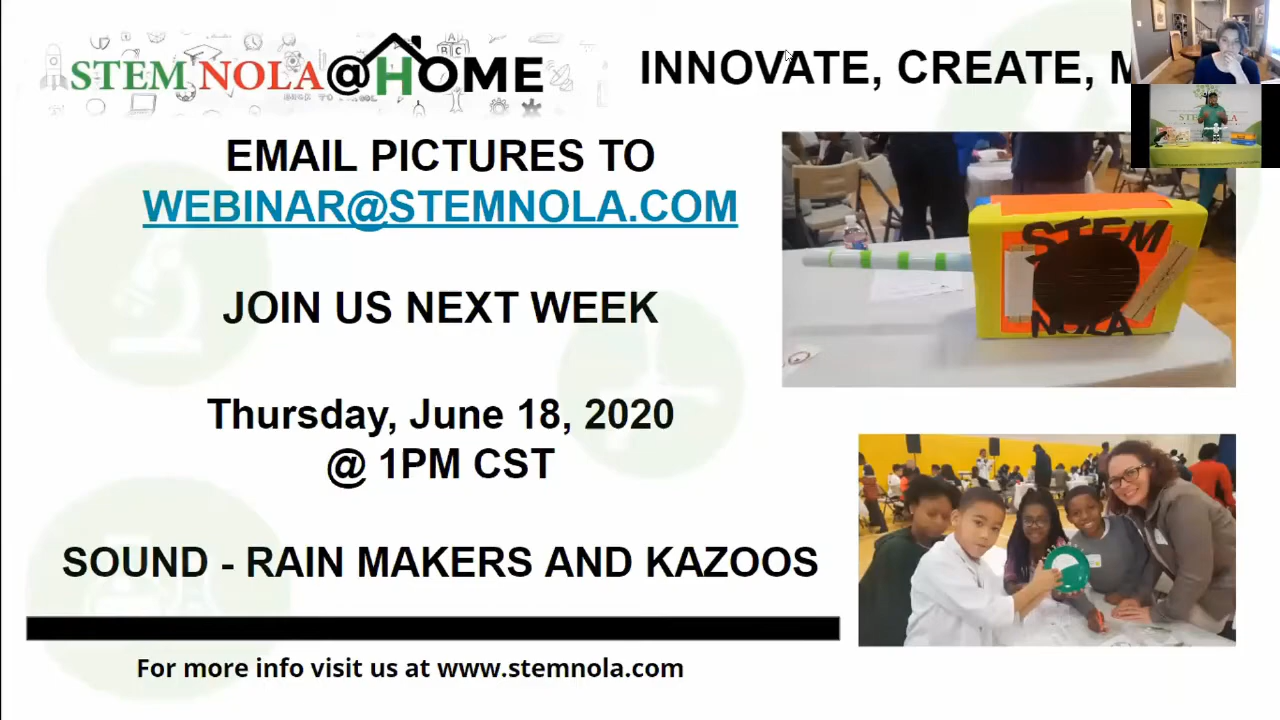 STEM NOLA@HOME
INNOVATE, CREATE, M
EMAIL PICTURES TO
WEBINAR@STEMNOLA.COM
JOIN US NEXT WEEK
Thursday, June 18, 2020
@ 1PM CST
SOUND - RAIN MAKERS AND KAZOOS
For more info visit us at www.stemnola.com
STEM
NOLA
ABC